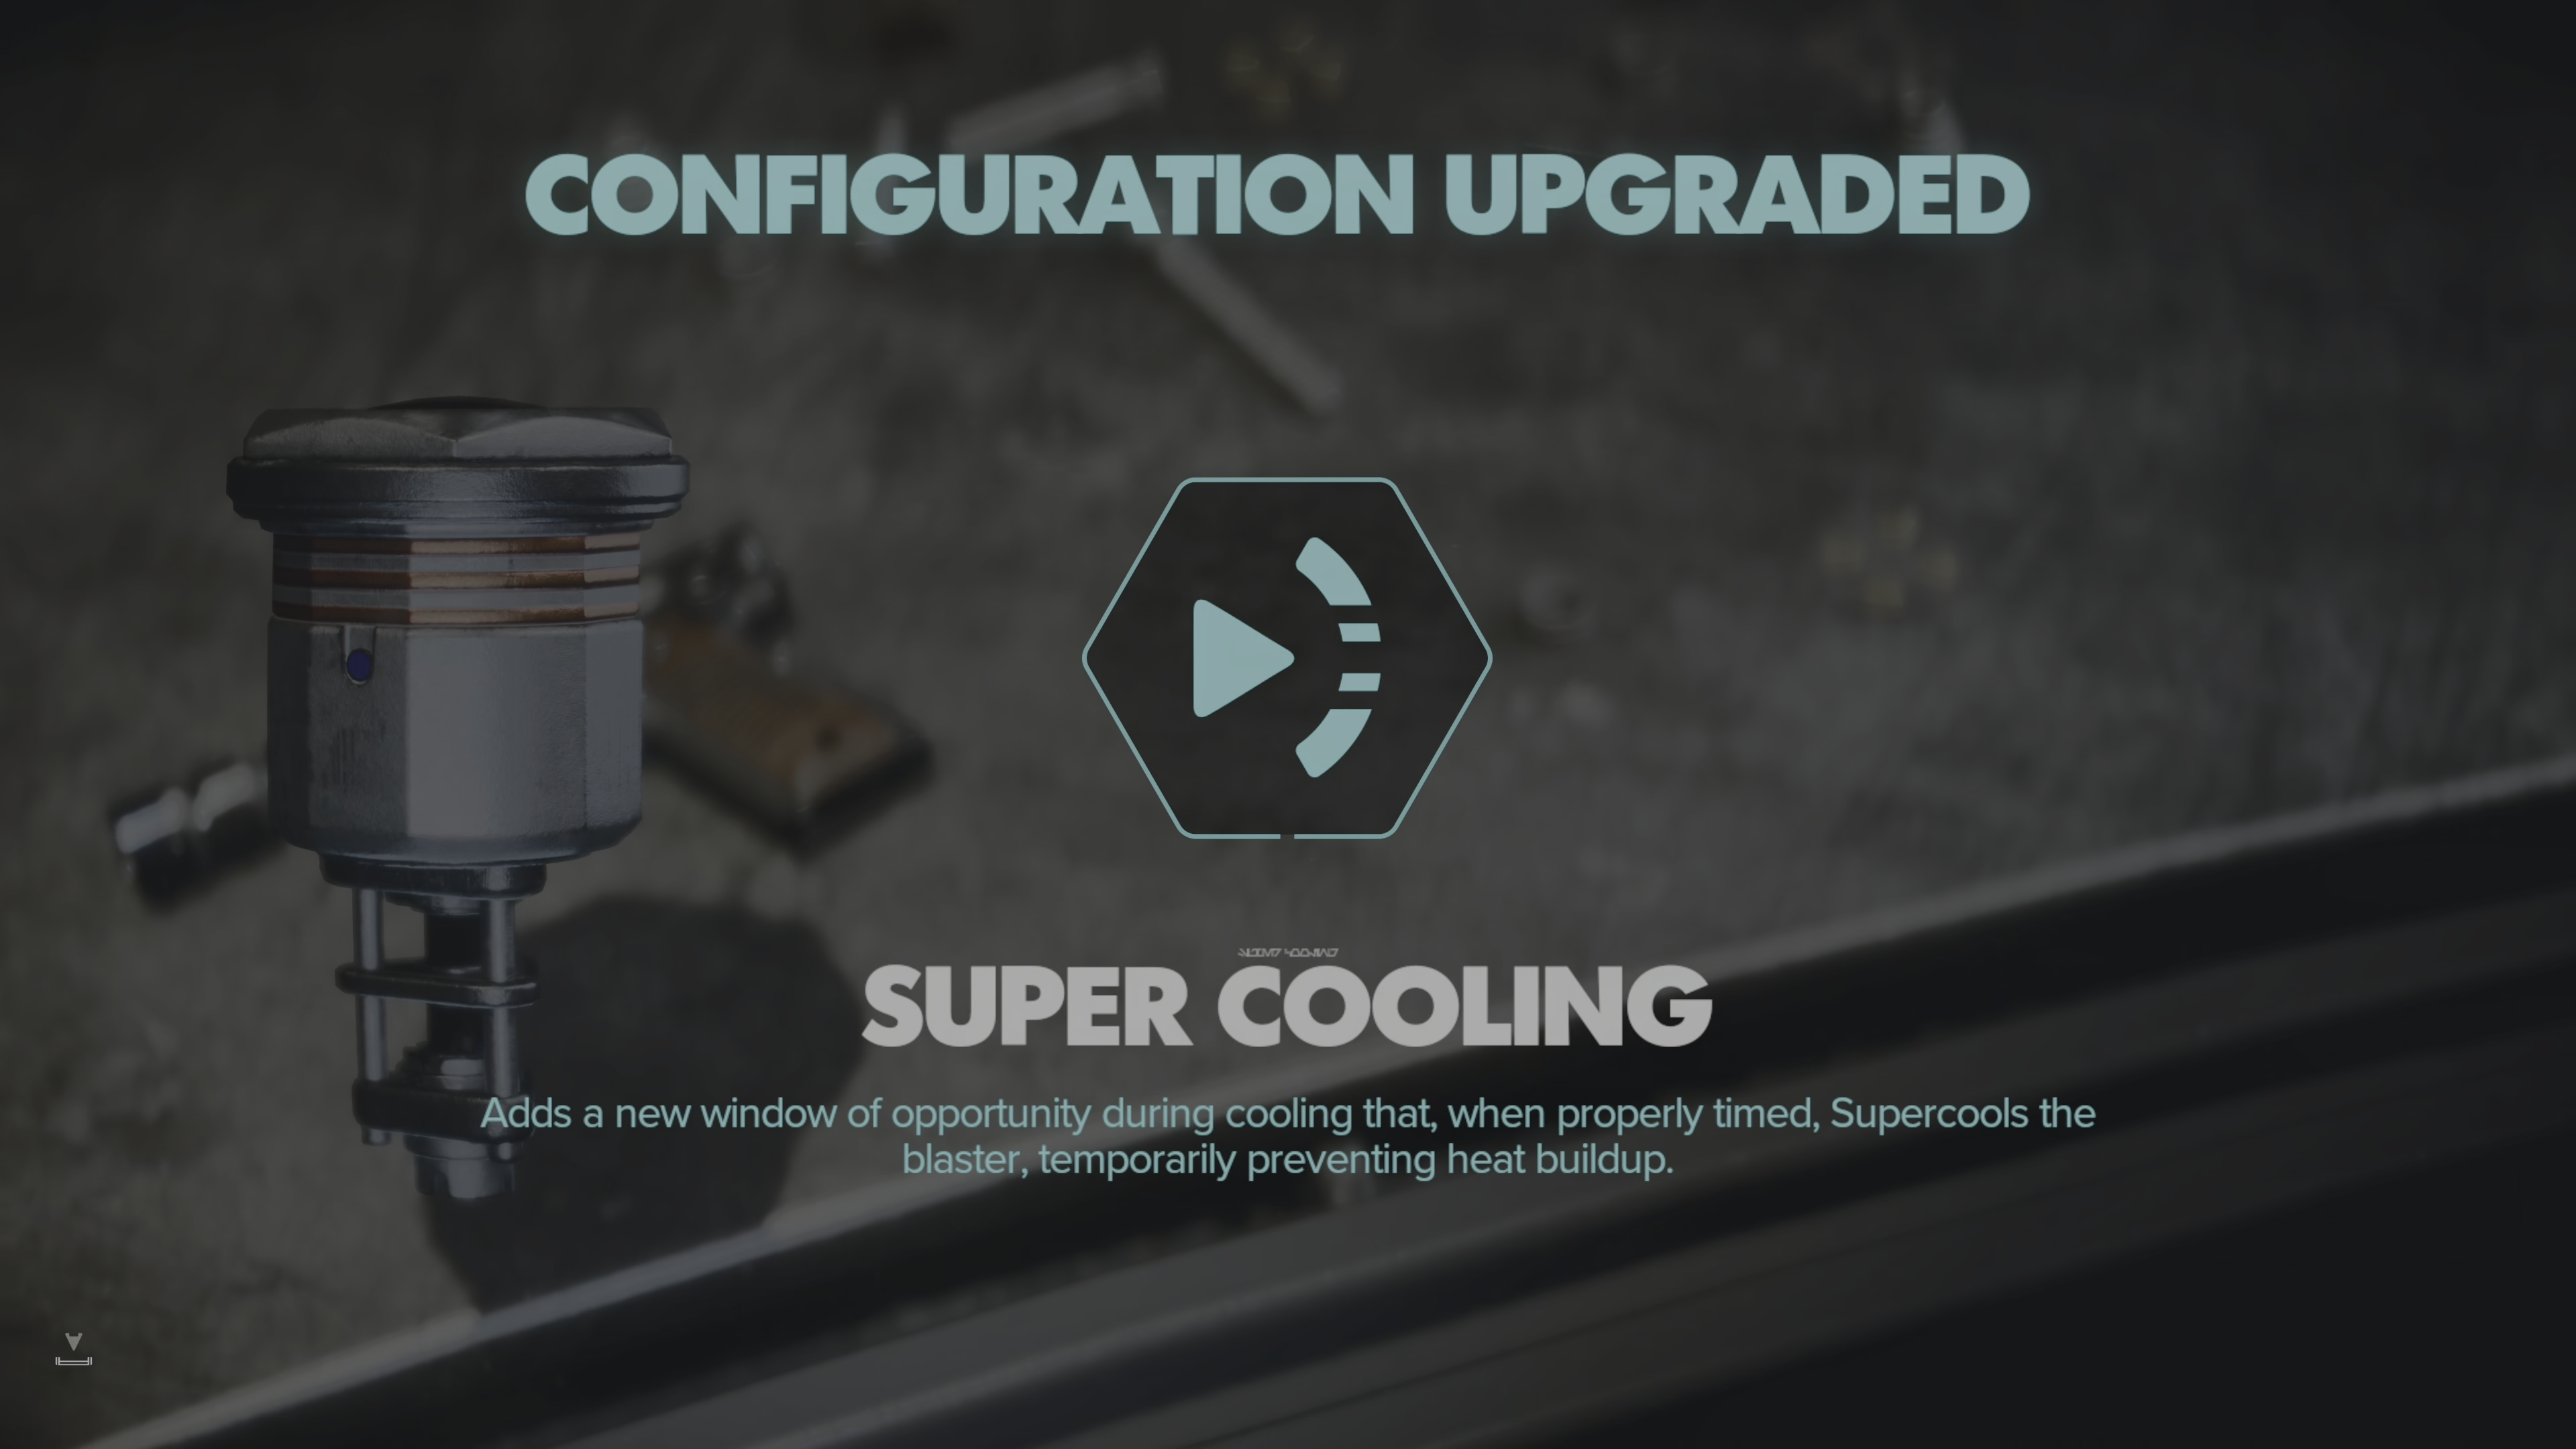 CONFIGURATION UPGRADED
SUPER COOLING
Adds a new window of opportunity during cooling that, when properly timed, Supercools the
blaster, temporarily preventing heat buildup.